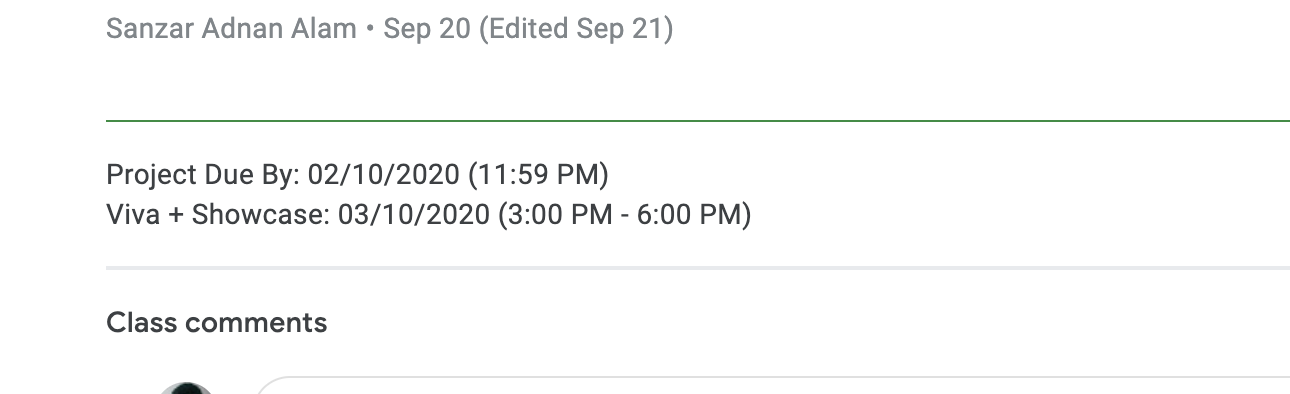 Sanzar Adnan Alam • Sep 20 (Edited Sep 21)
Project Due By: 02/10/2020 (11:59 PM)
Viva + Showcase: 03/10/2020 (3:00 PM - 6:00 PM)
Class comments